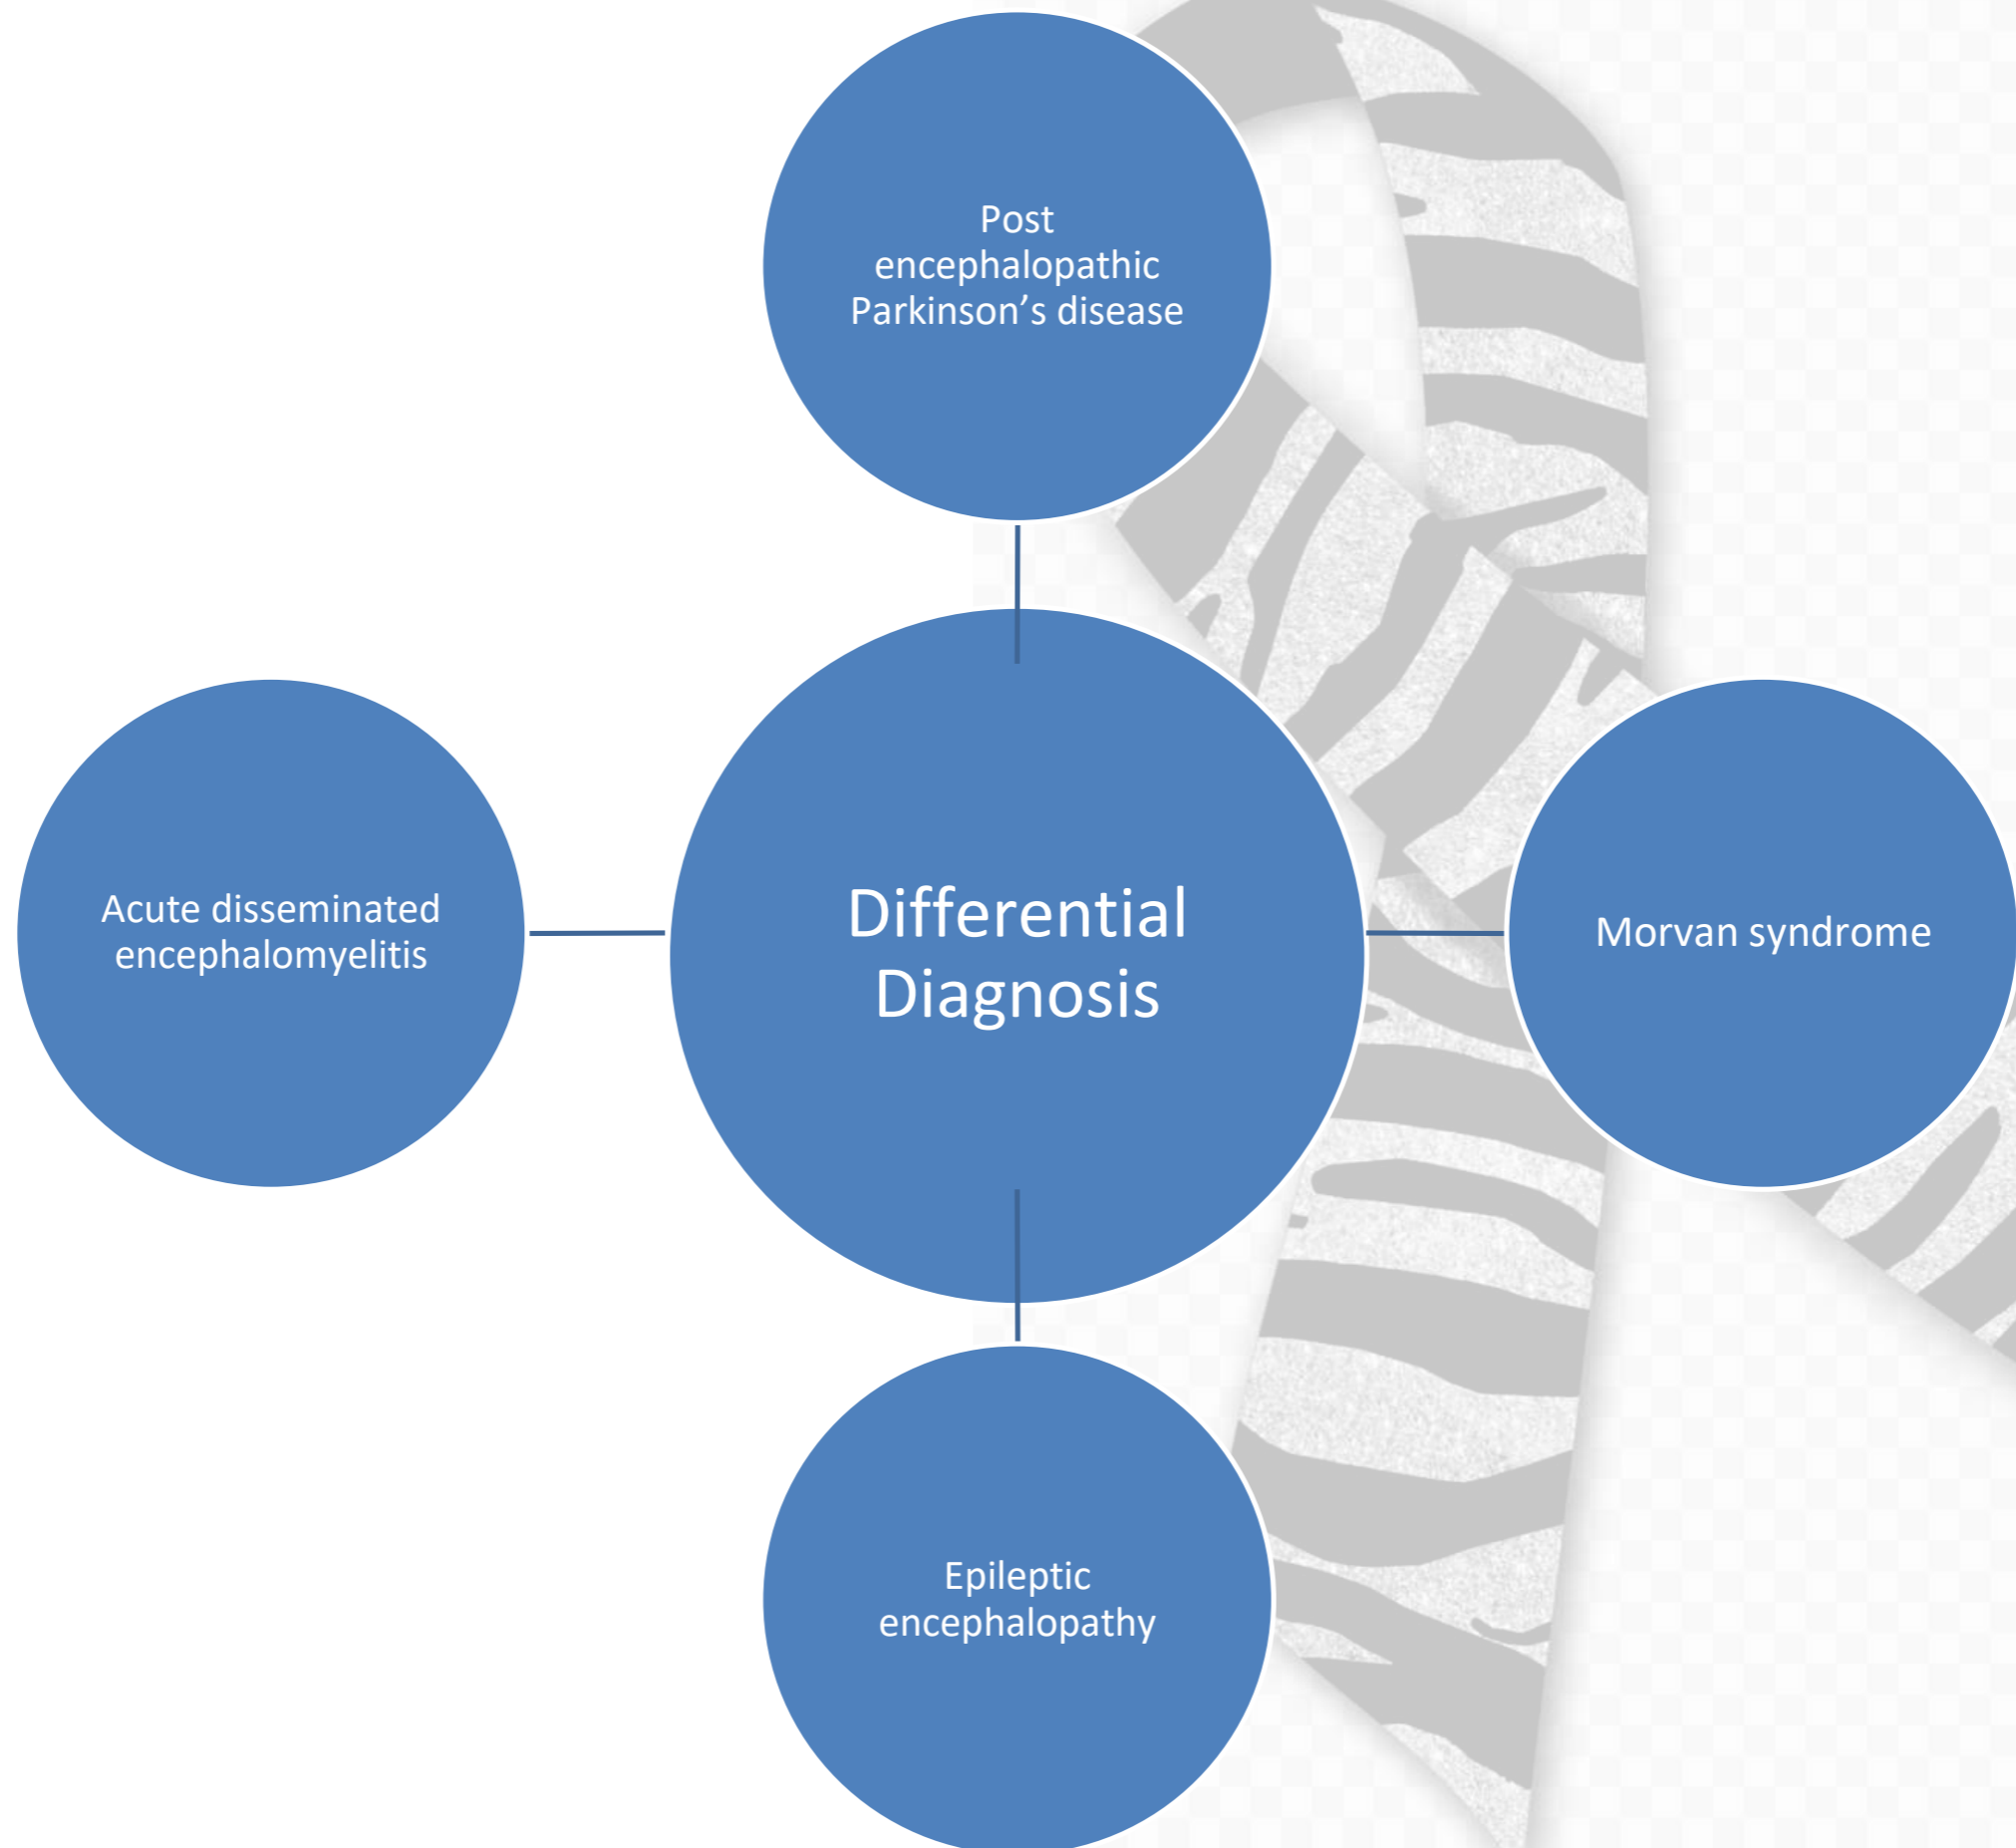 Post
encephalopathic
Parkinson’s disease
Acute disseminated
encephalomyelitis
Differential
Diagnosis
Morvan syndrome
Epileptic
encephalopathy